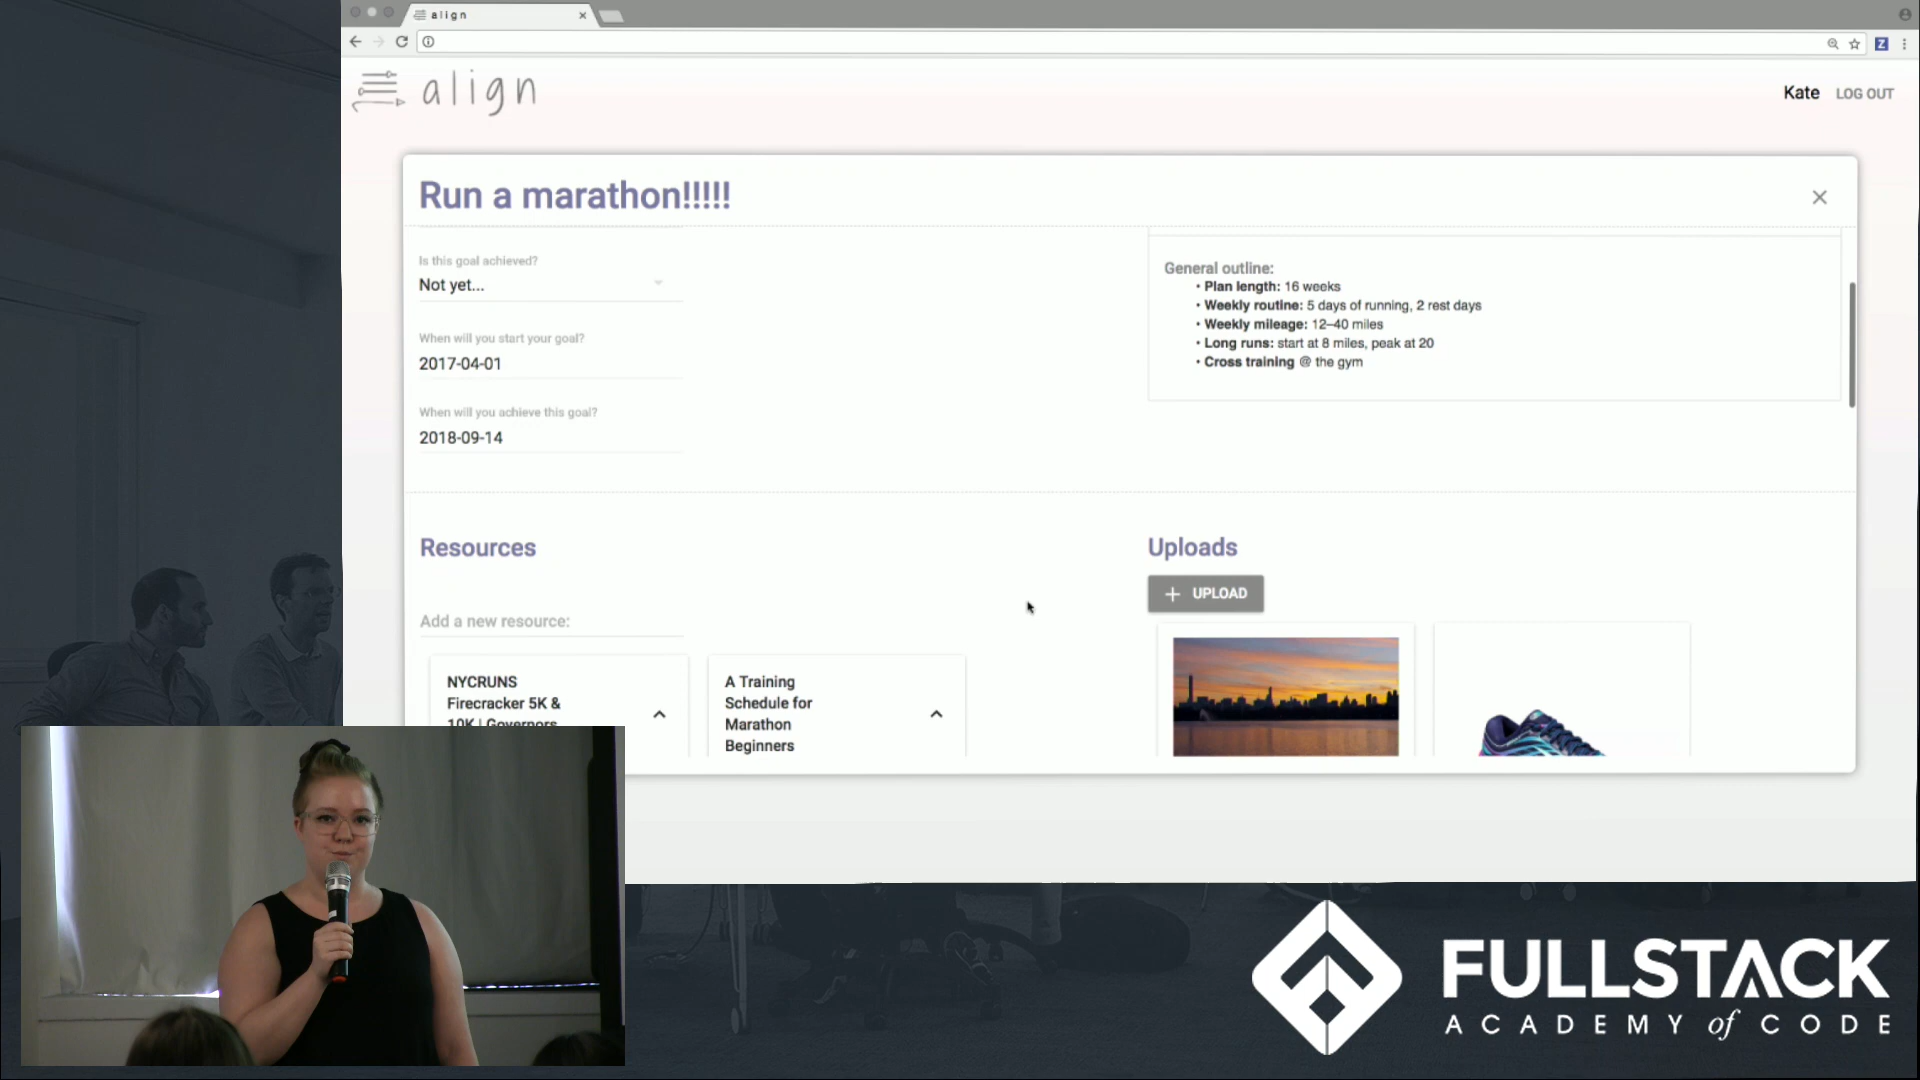 align
align
Kate LOG OUT
Run a marathon!!!!!
Is this goal achieved?
Not yet...
When will you start your goal?
2017-04-01
When will you achieve this goal?
2018-09-14
General outline:
• Plan length: 16 weeks
• Weekly routine: 5 days of running, 2 rest days
• Weekly mileage: 12–40 miles
• Long runs: start at 8 miles, peak at 20
• Cross training @ the gym
Resources
Add a new resource:
NYCRUNS
Firecracker 5K &
10K | Governors
A Training
Schedule for
Marathon
Beginners
Uploads
+ UPLOAD
Z
FULLSTACK
ACADEMY of CODE